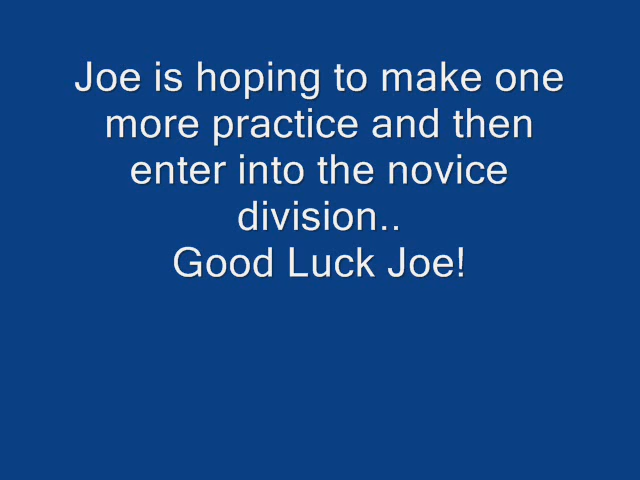 Joe is hoping to make one
more practice and then
enter into the novice
division..
Good Luck Joe!